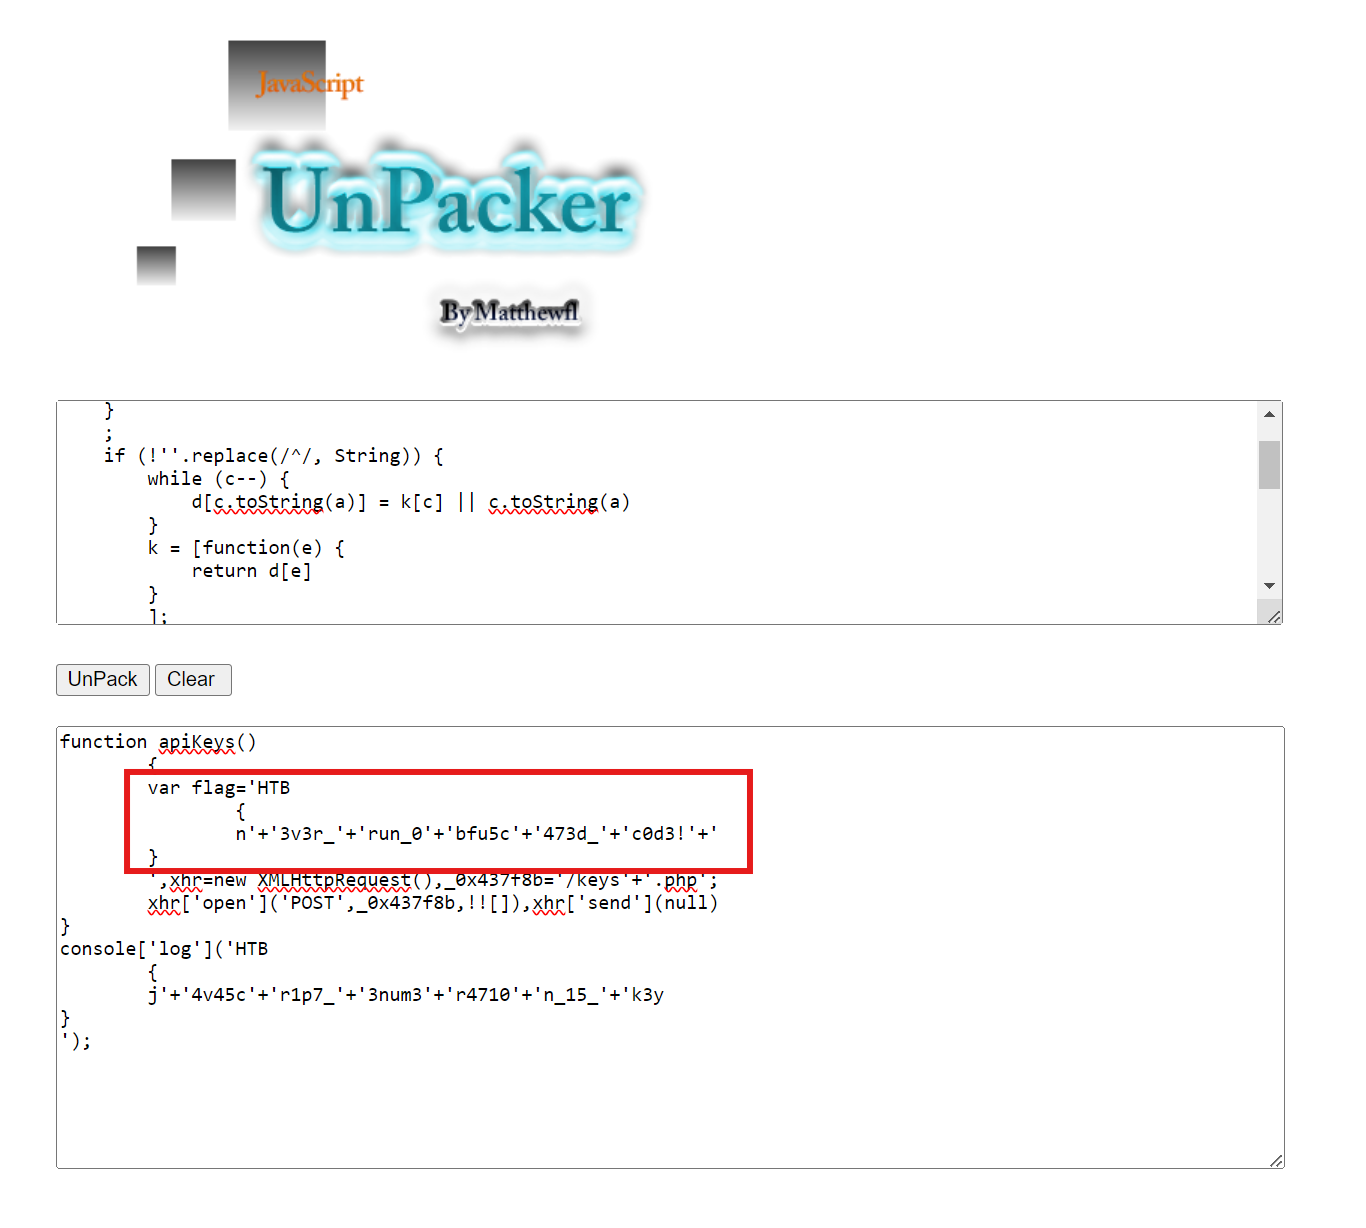 JavaScript
UnPacker
By Matthewfl
    }
    ;
    if (!''.replace(/^/, String)) {
        while (c--) {
            d[c.toString(a)] = k[c] || c.toString(a)
        }
        k = [function(e) {
            return d[e]
        }
        ];
UnPack Clear
function apiKeys()
        {
        var flag='HTB
                {
                n'+'3v3r_'+'run_0'+'bfu5c'+'473d_'+'c0d3!'+'
        }
        ',xhr=new XMLHttpRequest(),_0x437f8b='/keys'+'.php';
        xhr['open']('POST',_0x437f8b,!![]),xhr['send'](null)
}
console['log']('HTB
        {
        j'+'4v45c'+'r1p7_'+'3num3'+'r4710'+'n_15_'+'k3y
}
');